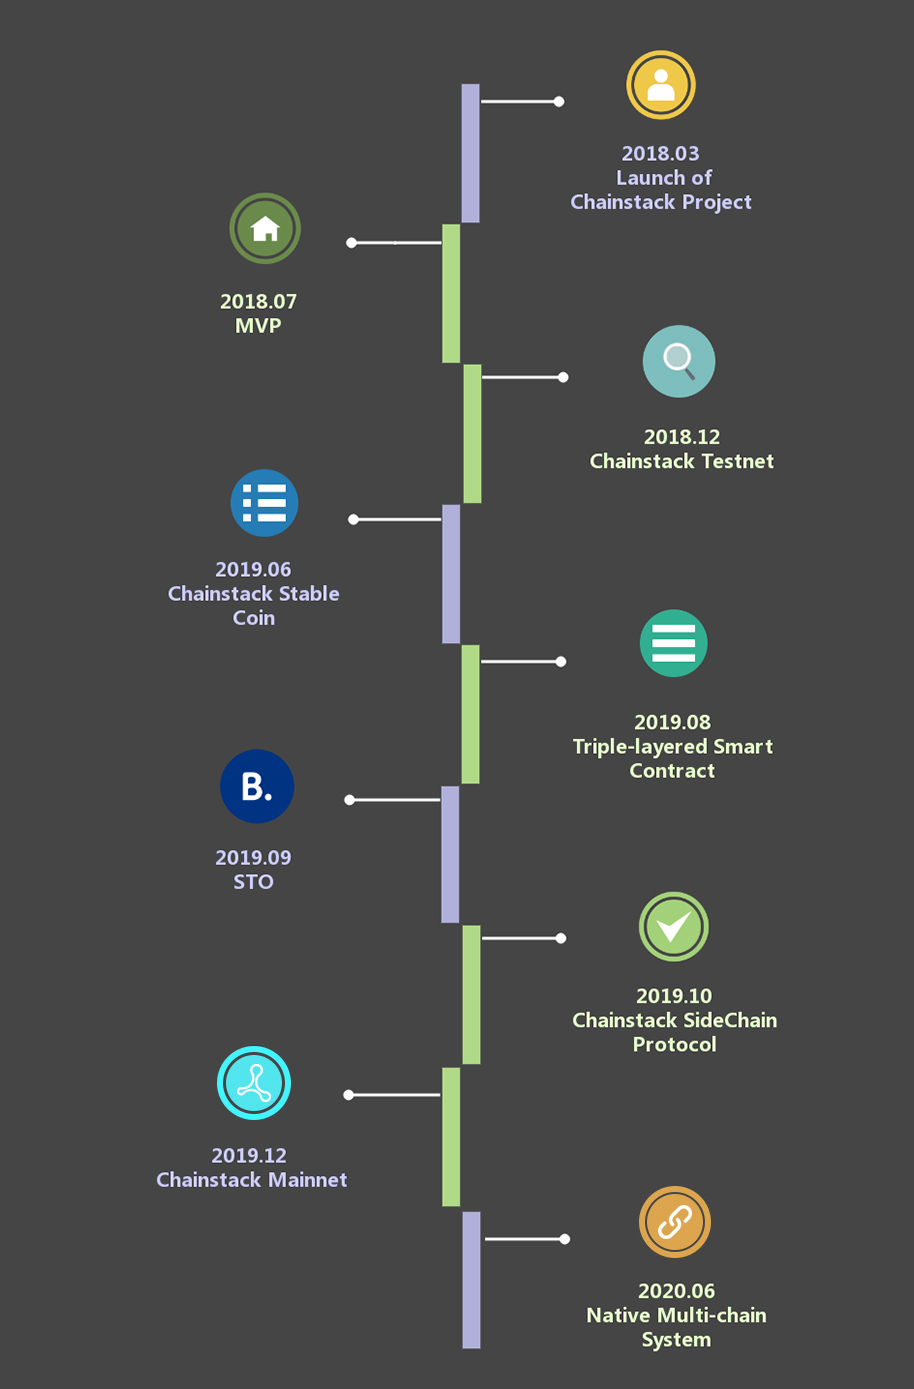 2018.03
Launch of
Chainstack Project
2018.07
MVP
2018.12
Chainstack Testnet
2019.06
Chainstack Stable
Coin
2019.08
Triple-layered Smart
Contract
B.
2019.09
STO
2019.10
Chainstack SideChain
Protocol
2019.12
Chainstack Mainnet
2020.06
Native Multi-chain
System